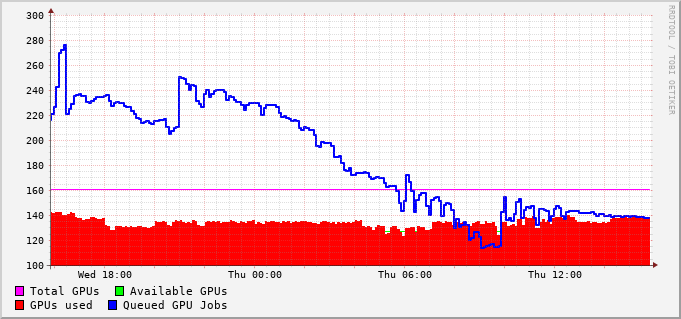 300
280
260
240
220
200
180
160
140
120
100
Wed 18:00 Thu 00:00 Thu 06:00 Thu 12:00
Total GPUs Available GPUs
GPUs used Queued GPU Jobs
RRDTOOL / TOBI OETIKER